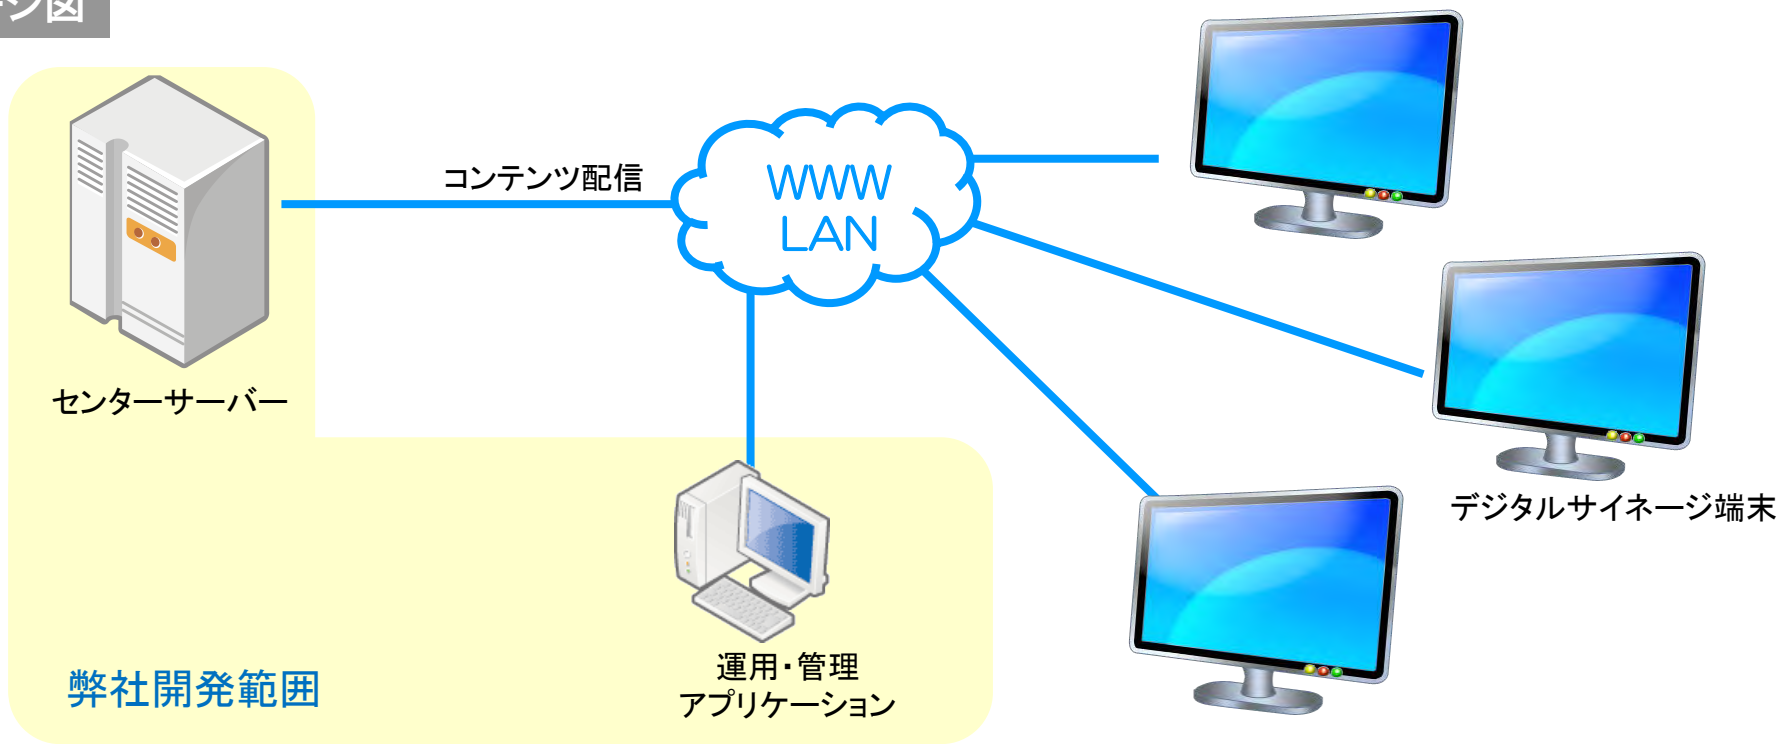 ジ図
コンテンツ配信
WWW
LAN
センターサーバー
デジタルサイネージ端末
運用・管理
アプリケーション
弊社開発範囲